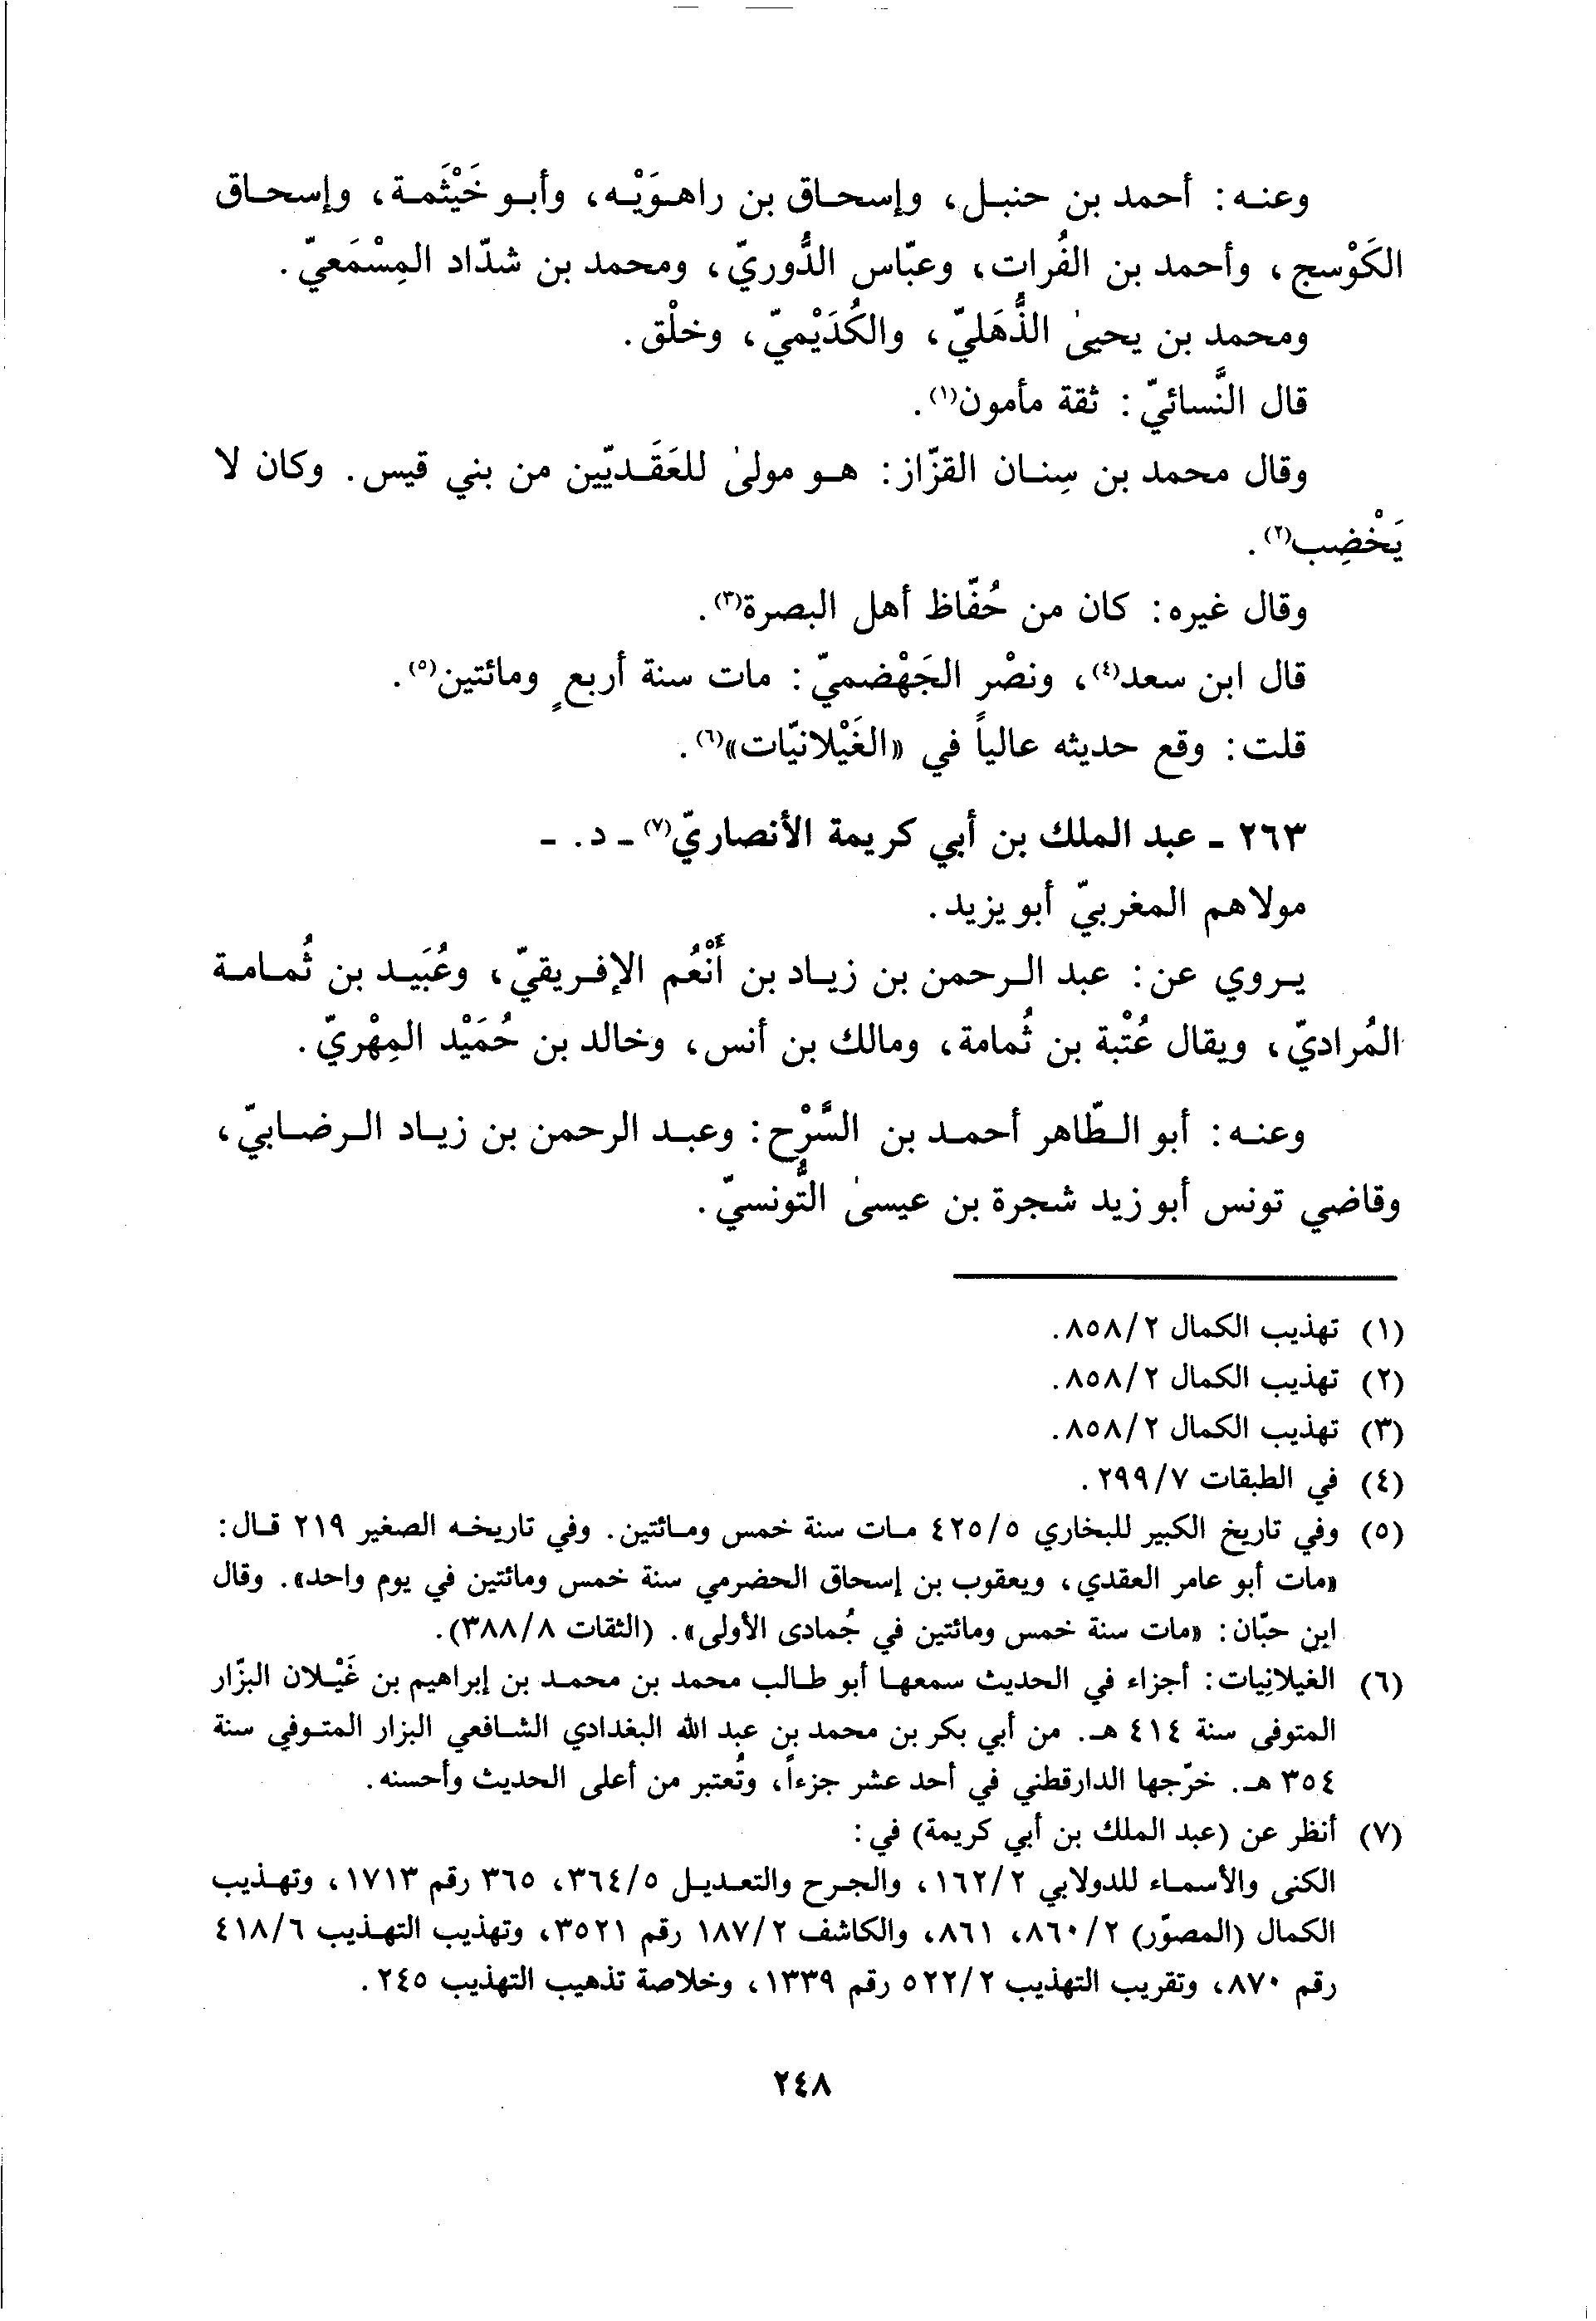 وعنه: أحمد بن حنبل، وإسحاق بن راهوَيْه، وأبو خَيْثَمة، وإسحاق
الكَوْسج، وأحمد بن الفُرات، وعبّاس الدُّوريّ، ومحمد بن شدّاد المِسْمَعيّ.
ومحمد بن يحيىٰ الذُّهَليّ، والكُدَيْميّ، وخلْق.
قال النَّسائيّ: ثقة مأمون(١).
وقال محمد بن سِنان القزّاز: هو مولىٰ للعَقَديّين من بني قيس. وكان لا
يَخْضِب(٢).
وقال غيره: كان من حُفّاظ أهل البصرة(٣).
قال ابن سعد(٤)، ونصْر الجَهْضميّ: مات سنة أربعٍ ومائتين(٥).
قلت: وقع حديثه عالياً في «الغَيْلانيّات»(٦).
٢٦٣ - عبد الملك بن أبي كريمة الأنصاريّ(٧) - د. -
مولاهم المغربيّ أبو يزيد.
يروي عن: عبد الرحمن بن زياد بن أَنْعُم الإفريقيّ، وعُبَيد بن ثُمامة
المُراديّ، ويقال عُتْبة بن ثُمامة، ومالك بن أنس، وخالد بن حُمَيْد المِهْريّ.
وعنه: أبو الطّاهر أحمد بن السَّرْح: وعبد الرحمن بن زياد الرضابيّ،
وقاضي تونس أبو زيد شجرة بن عيسىٰ التُّونسيّ.
(١) تهذيب الكمال ٨٥٨/٢.
(٢) تهذيب الكمال ٨٥٨/٢.
(٣) تهذيب الكمال ٨٥٨/٢.
(٤) في الطبقات ٢٩٩/٧.
(٥) وفي تاريخ الكبير للبخاري ٤٢٥/٥ مات سنة خمس ومائتين. وفي تاريخه الصغير ٢١٩ قال:
«مات أبو عامر العقدي، ويعقوب بن إسحاق الحضرمي سنة خمس ومائتين في يوم واحد». وقال
ابن حبّان: «مات سنة خمس ومائتين في جُمادى الأولى». (الثقات ٣٨٨/٨).
(٦) الغيلانِيات: أجزاء في الحديث سمعها أبو طالب محمد بن محمد بن إبراهيم بن غَيْلان البزّار
المتوفى سنة ٤١٤ هـ. من أبي بكر بن محمد بن عبد الله البغدادي الشافعي البزار المتوفي سنة
٣٥٤ هـ. خرّجها الدارقطني في أحد عشر جزءاً، وتُعتبر من أعلى الحديث وأحسنه.
(٧) أنظر عن (عبد الملك بن أبي كريمة) في:
الكنى والأسماء للدولابي ١٦٢/٢، والجرح والتعديل ٣٦٤/٥، ٣٦٥ رقم ١٧١٣، وتهذيب
الكمال (المصوّر) ٨٦٠/٢، ٨٦١، والكاشف ١٨٧/٢ رقم ٣٥٢١، وتهذيب التهذيب ٤١٨/٦
رقم ٨٧٠، وتقريب التهذيب ٥٢٢/٢ رقم ١٣٣٩، وخلاصة تذهيب التهذيب ٢٤٥.
٢٤٨